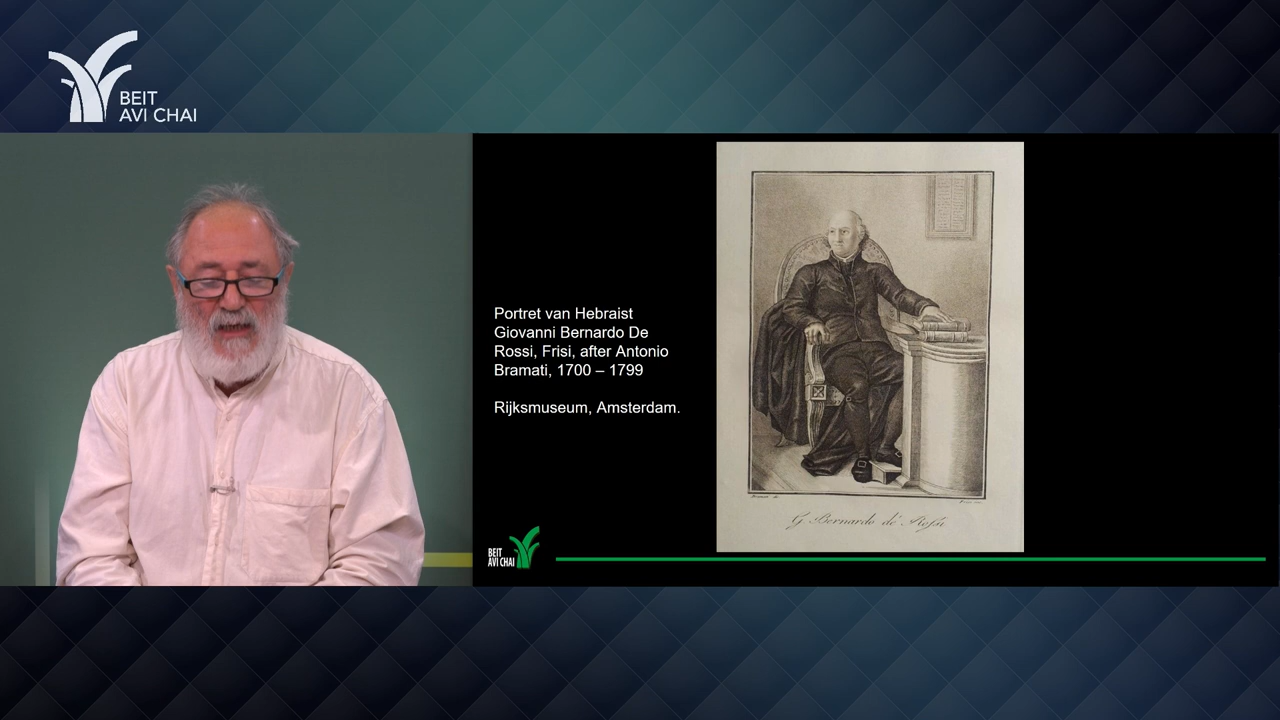 BEIT
AVI CHAI
Portret van Hebraist
Giovanni Bernardo De
Rossi, Frisi, after Antonio
Bramati, 1700 – 1799
Rijksmuseum, Amsterdam.
G. Bernardo de Rossi
BEIT
AVI CHAI